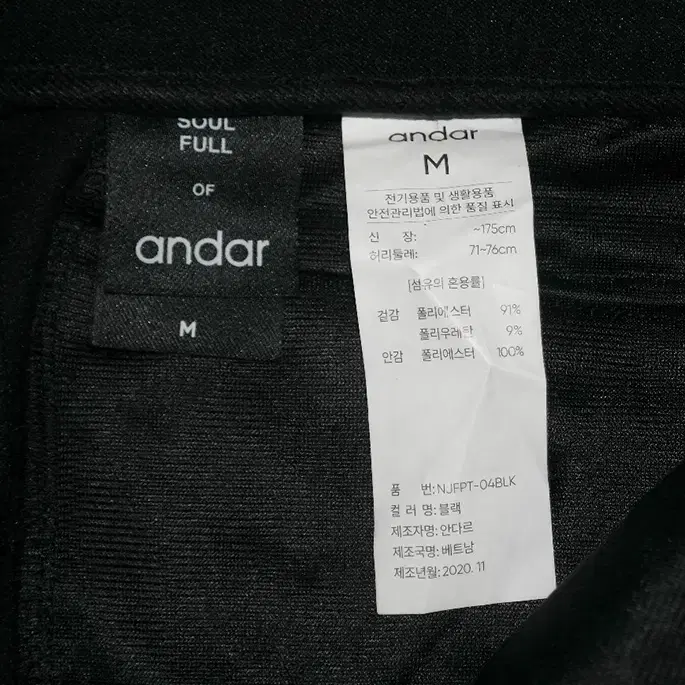 SOUL
FULL
OF
andar
M
andar
M
전기용품 및 생활용품
안전관리법에 의한 품질 표시
신 장: ~175cm
허리둘레: 71~76cm
[섬유의 혼용률]
겉감 폴리에스터 91%
폴리우레탄 9%
안감 폴리에스터 100%
품 번: NJFPT-04BLK
컬 러 명: 블랙
제조자명: 안다르
제조국명: 베트남
제조년월: 2020. 11